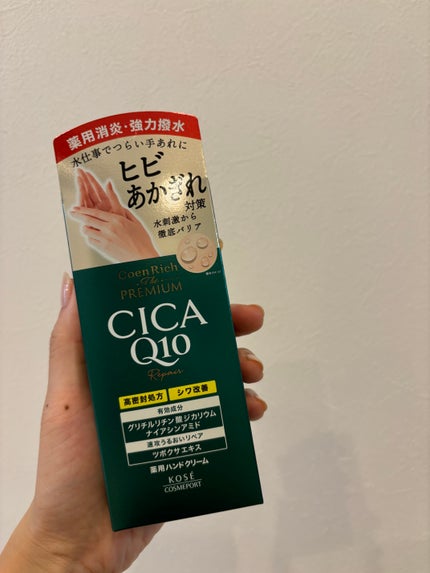 薬用消炎・強力撥水
水仕事でつらい手あれに
ヒビ
あかぎれ
対策
水刺激から
徹底バリア
CoenRich
The
PREMIUM
CICA
Q10
Repair
高密封処方 シワ改善
有効成分
グリチルリチン酸ジカリウム
ナイアシンアミド
速攻うるおいリペア
ツボクサエキス
薬用ハンドクリーム
KOSÉ
COSMEPORT